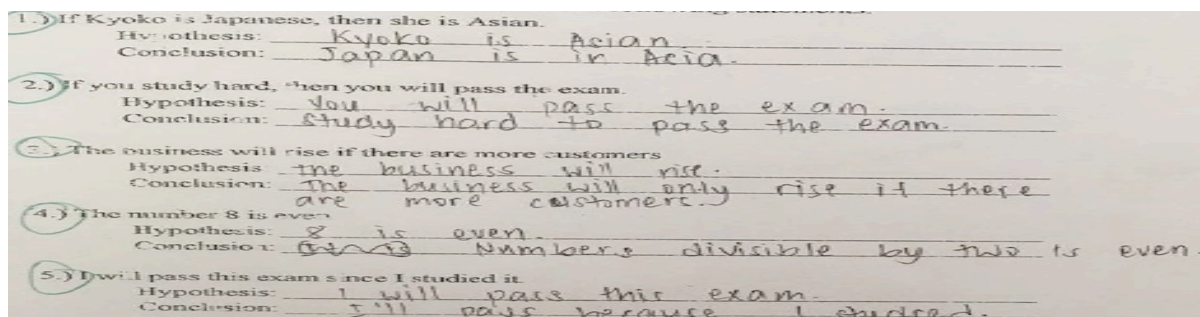 1.) If Kyoko is Japanese, then she is Asian.
Hypothesis: Kyoko is Asian
Conclusion: Japan is in Asia.
2.) If you study hard, then you will pass the exam.
Hypothesis: You will pass the exam.
Conclusion: Study hard to pass the exam.
3.) The business will rise if there are more customers
Hypothesis the business will rise.
Conclusion: The business will only rise if there
are more customers.
4.) The number 8 is even
Hypothesis: 8 is even.
Conclusion: Numbers divisible by two is even
5.) I will pass this exam since I studied it
Hypothesis: I will pass this exam.
Conclusion: I'll pass because I studied.